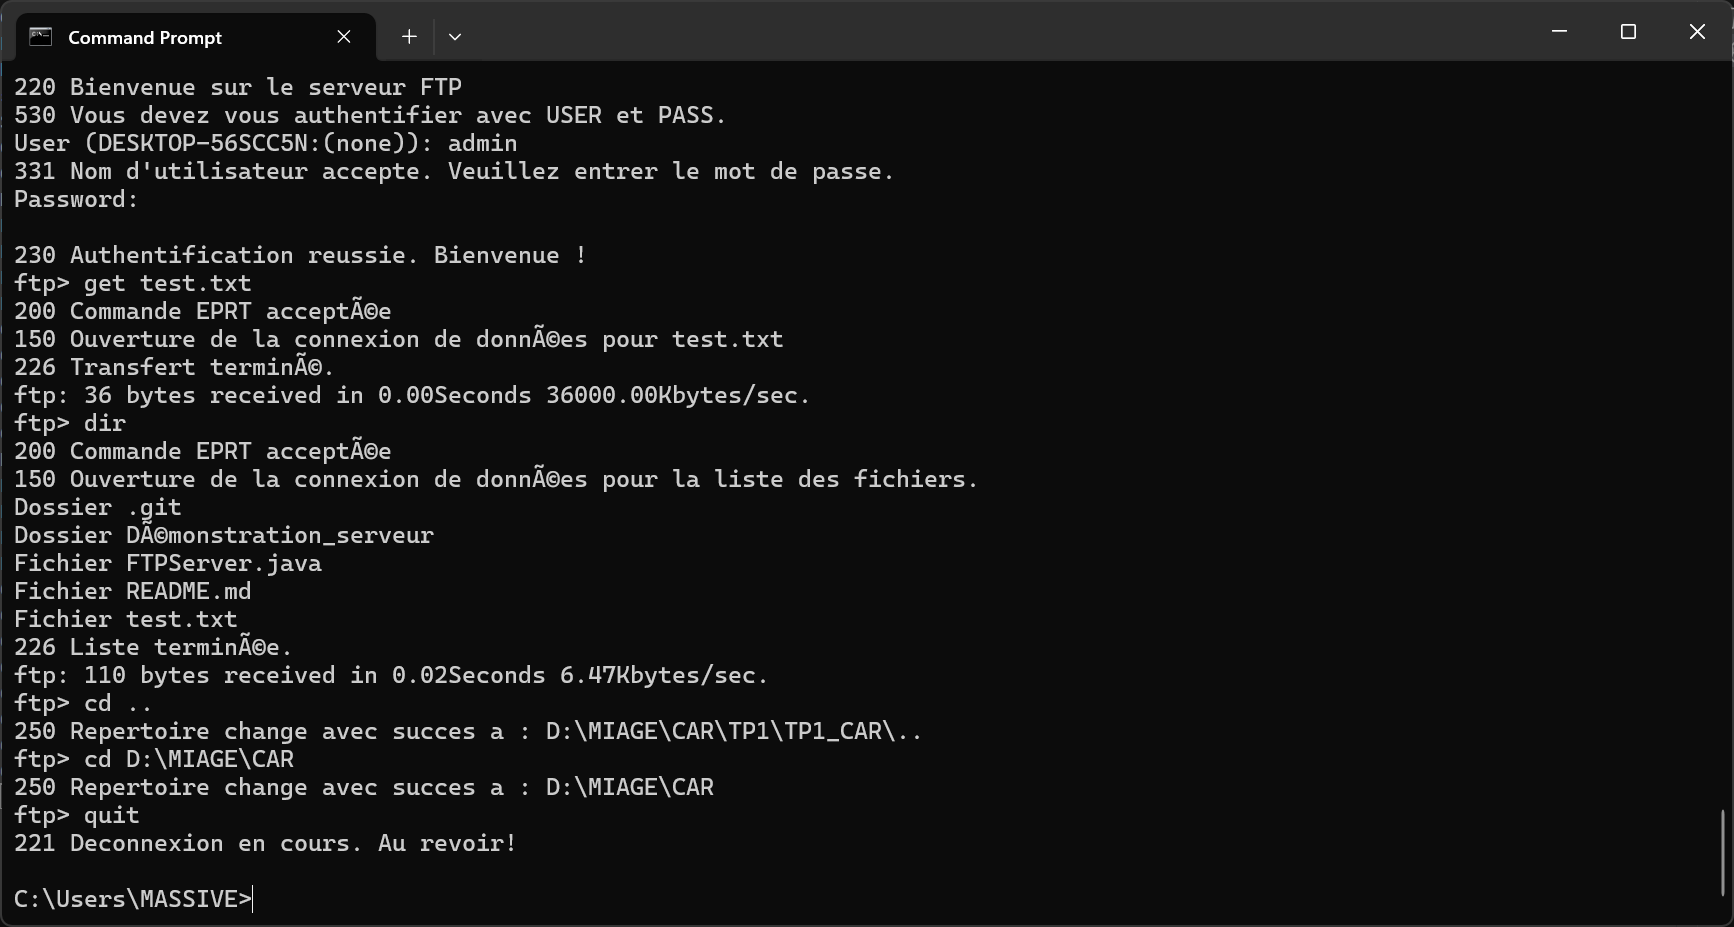 Command Prompt
220 Bienvenue sur le serveur FTP
530 Vous devez vous authentifier avec USER et PASS.
User (DESKTOP-56SCC5N:(none)): admin
331 Nom d'utilisateur accepte. Veuillez entrer le mot de passe.
Password:
230 Authentification reussie. Bienvenue !
ftp> get test.txt
200 Commande EPRT acceptÃ©e
150 Ouverture de la connexion de donnÃ©es pour test.txt
226 Transfert terminÃ©.
ftp: 36 bytes received in 0.00Seconds 36000.00Kbytes/sec.
ftp> dir
200 Commande EPRT acceptÃ©e
150 Ouverture de la connexion de donnÃ©es pour la liste des fichiers.
Dossier .git
Dossier DÃ©monstration_serveur
Fichier FTPServer.java
Fichier README.md
Fichier test.txt
226 Liste terminÃ©e.
ftp: 110 bytes received in 0.02Seconds 6.47Kbytes/sec.
ftp> cd ..
250 Repertoire change avec succes a : D:\MIAGE\CAR\TP1\TP1_CAR\..
ftp> cd D:\MIAGE\CAR
250 Repertoire change avec succes a : D:\MIAGE\CAR
ftp> quit
221 Deconnexion en cours. Au revoir!
C:\Users\MASSIVE>